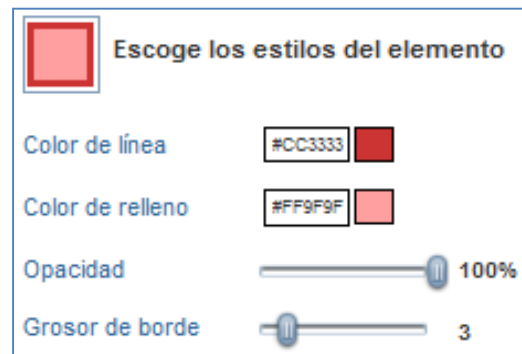 Escoge los estilos del elemento
Color de línea #CC3333
Color de relleno #FF9F9F
Opacidad 100%
Grosor de borde 3